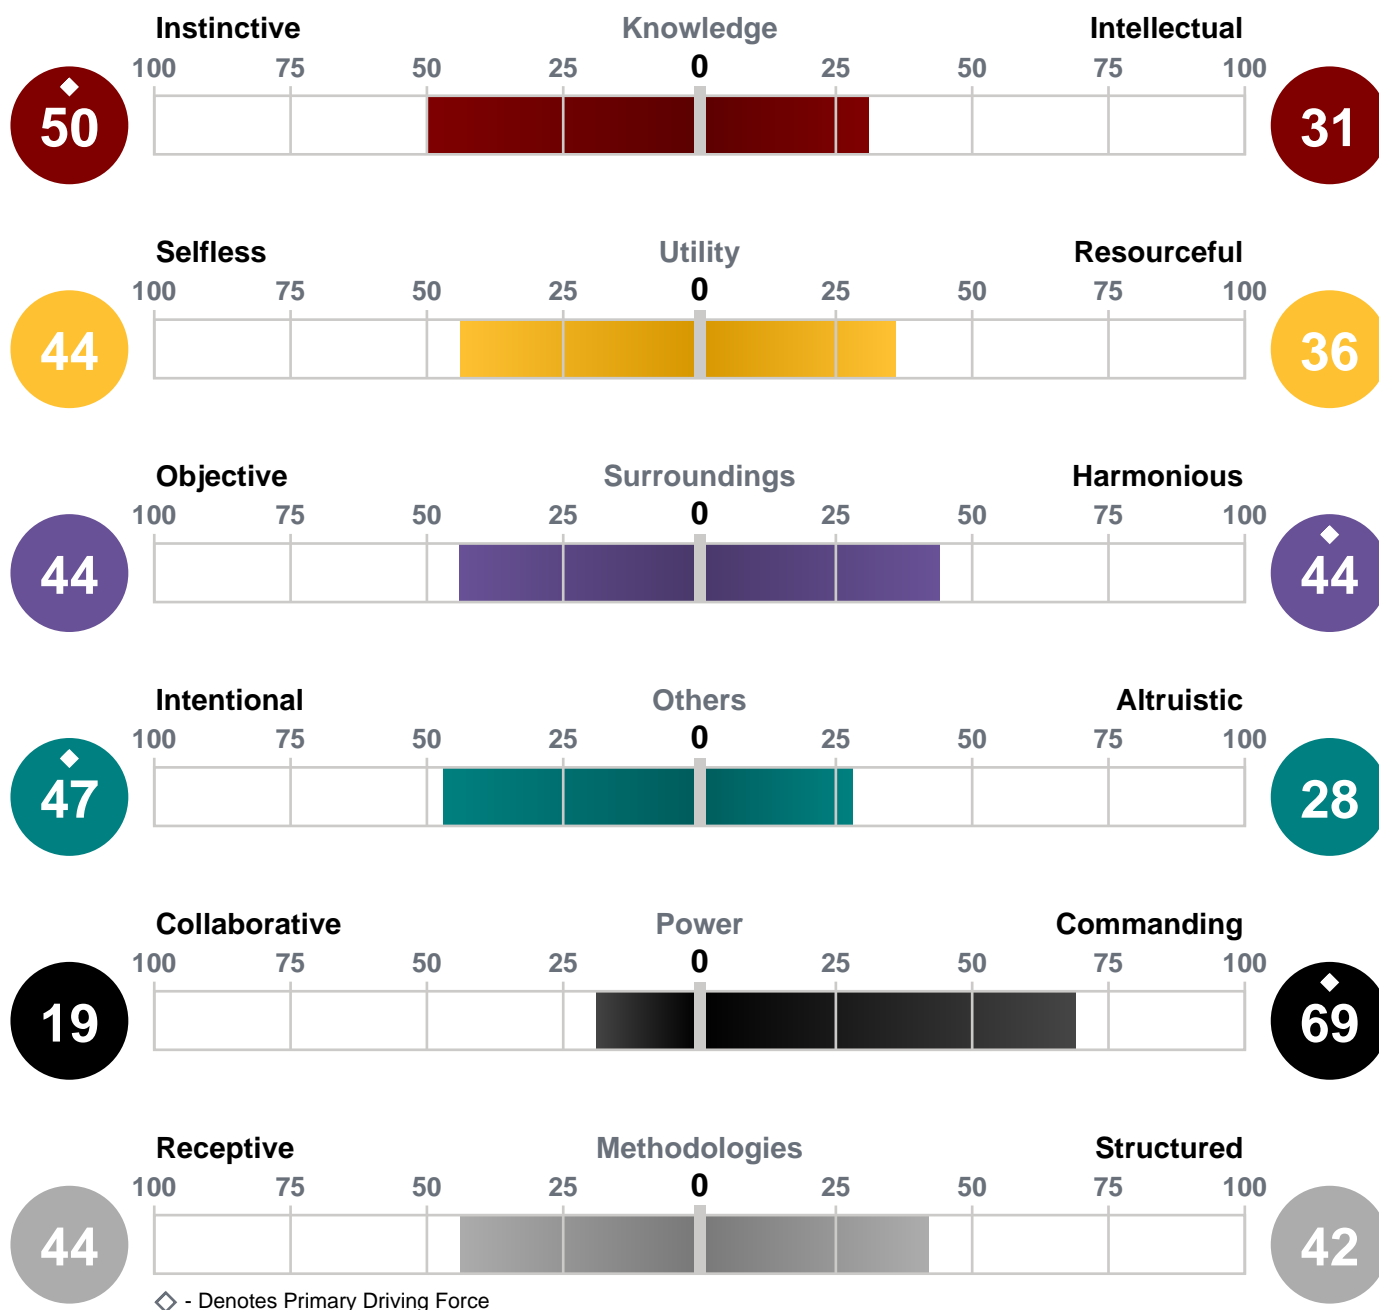 Instinctive Knowledge Intellectual
100 75 50 25 0 25 50 75 100
50 31
Selfless Utility Resourceful
100 75 50 25 0 25 50 75 100
44 36
Objective Surroundings Harmonious
100 75 50 25 0 25 50 75 100
44 44
Intentional Others Altruistic
100 75 50 25 0 25 50 75 100
47 28
Collaborative Power Commanding
100 75 50 25 0 25 50 75 100
19 69
Receptive Methodologies Structured
100 75 50 25 0 25 50 75 100
44 42
- Denotes Primary Driving Force